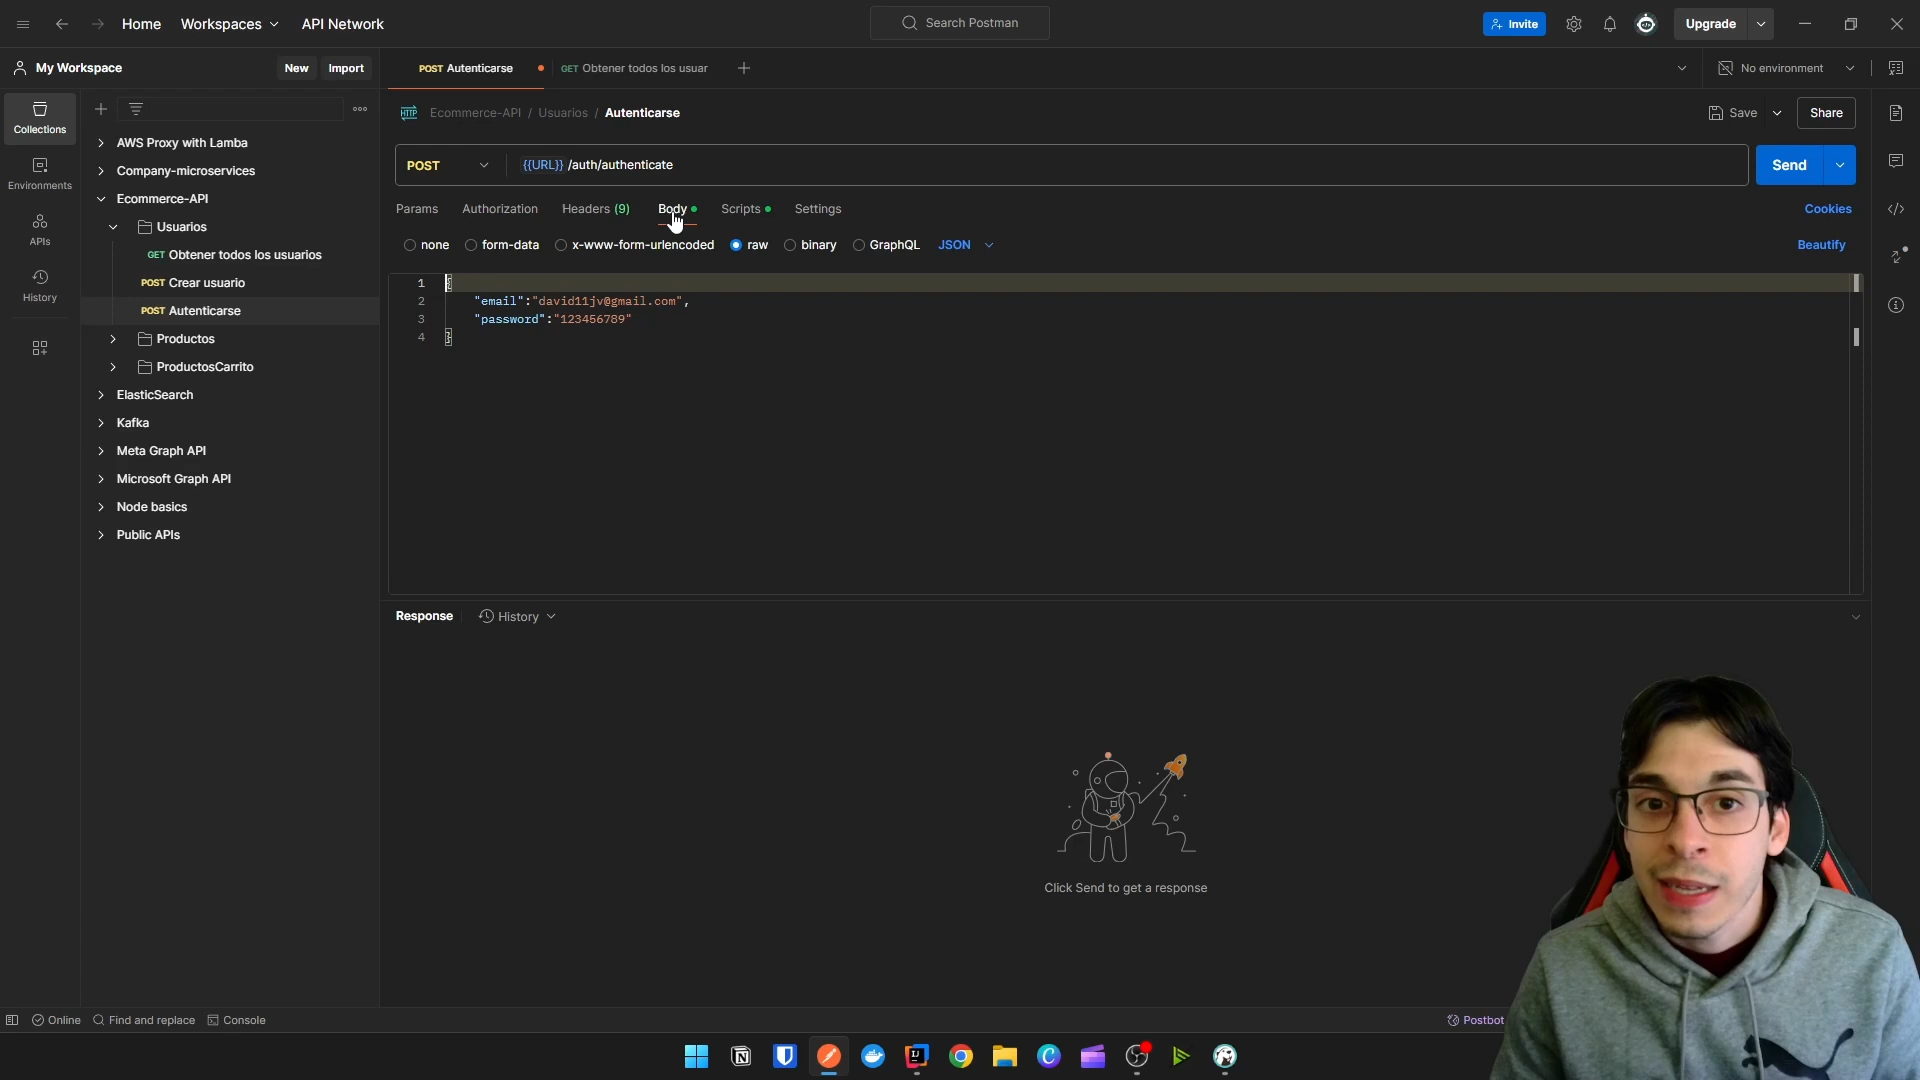 Home Workspaces API Network Search Postman Invite Upgrade
My Workspace New Import POST Autenticarse GET Obtener todos los usuar No environment
Collections
Environments
APIs
History
AWS Proxy with Lamba
Company-microservices
Ecommerce-API
Usuarios
GET Obtener todos los usuarios
POST Crear usuario
POST Autenticarse
Productos
ProductosCarrito
ElasticSearch
Kafka
Meta Graph API
Microsoft Graph API
Node basics
Public APIs
HTTP Ecommerce-API / Usuarios / Autenticarse Save Share
POST {{URL}} /auth/authenticate Send
Params Authorization Headers (9) Body Scripts Settings Cookies
none form-data x-www-form-urlencoded raw binary GraphQL JSON Beautify
1 {
2 "email":"david11jv@gmail.com",
3 "password":"123456789"
4 }
Response History
Click Send to get a response
Online Find and replace Console Postbot